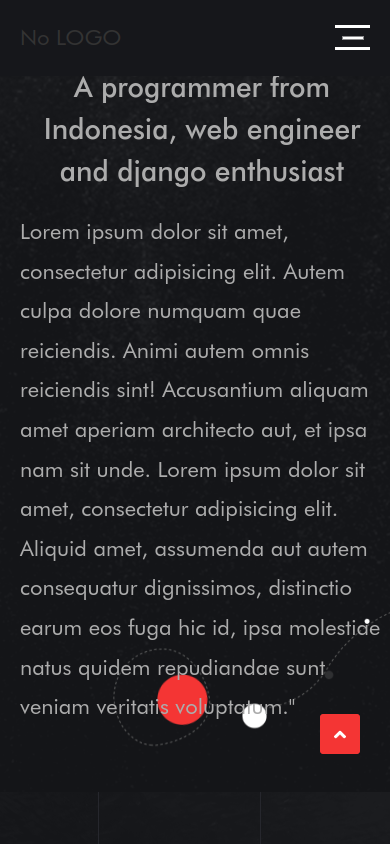 No LOGO
A programmer from
Indonesia, web engineer
and django enthusiast
Lorem ipsum dolor sit amet,
consectetur adipisicing elit. Autem
culpa dolore numquam quae
reiciendis. Animi autem omnis
reiciendis sint! Accusantium aliquam
amet aperiam architecto aut, et ipsa
nam sit unde. Lorem ipsum dolor sit
amet, consectetur adipisicing elit.
Aliquid amet, assumenda aut autem
consequatur dignissimos, distinctio
earum eos fuga hic id, ipsa molestiae
natus quidem repudiandae sunt
veniam veritatis voluptatum."